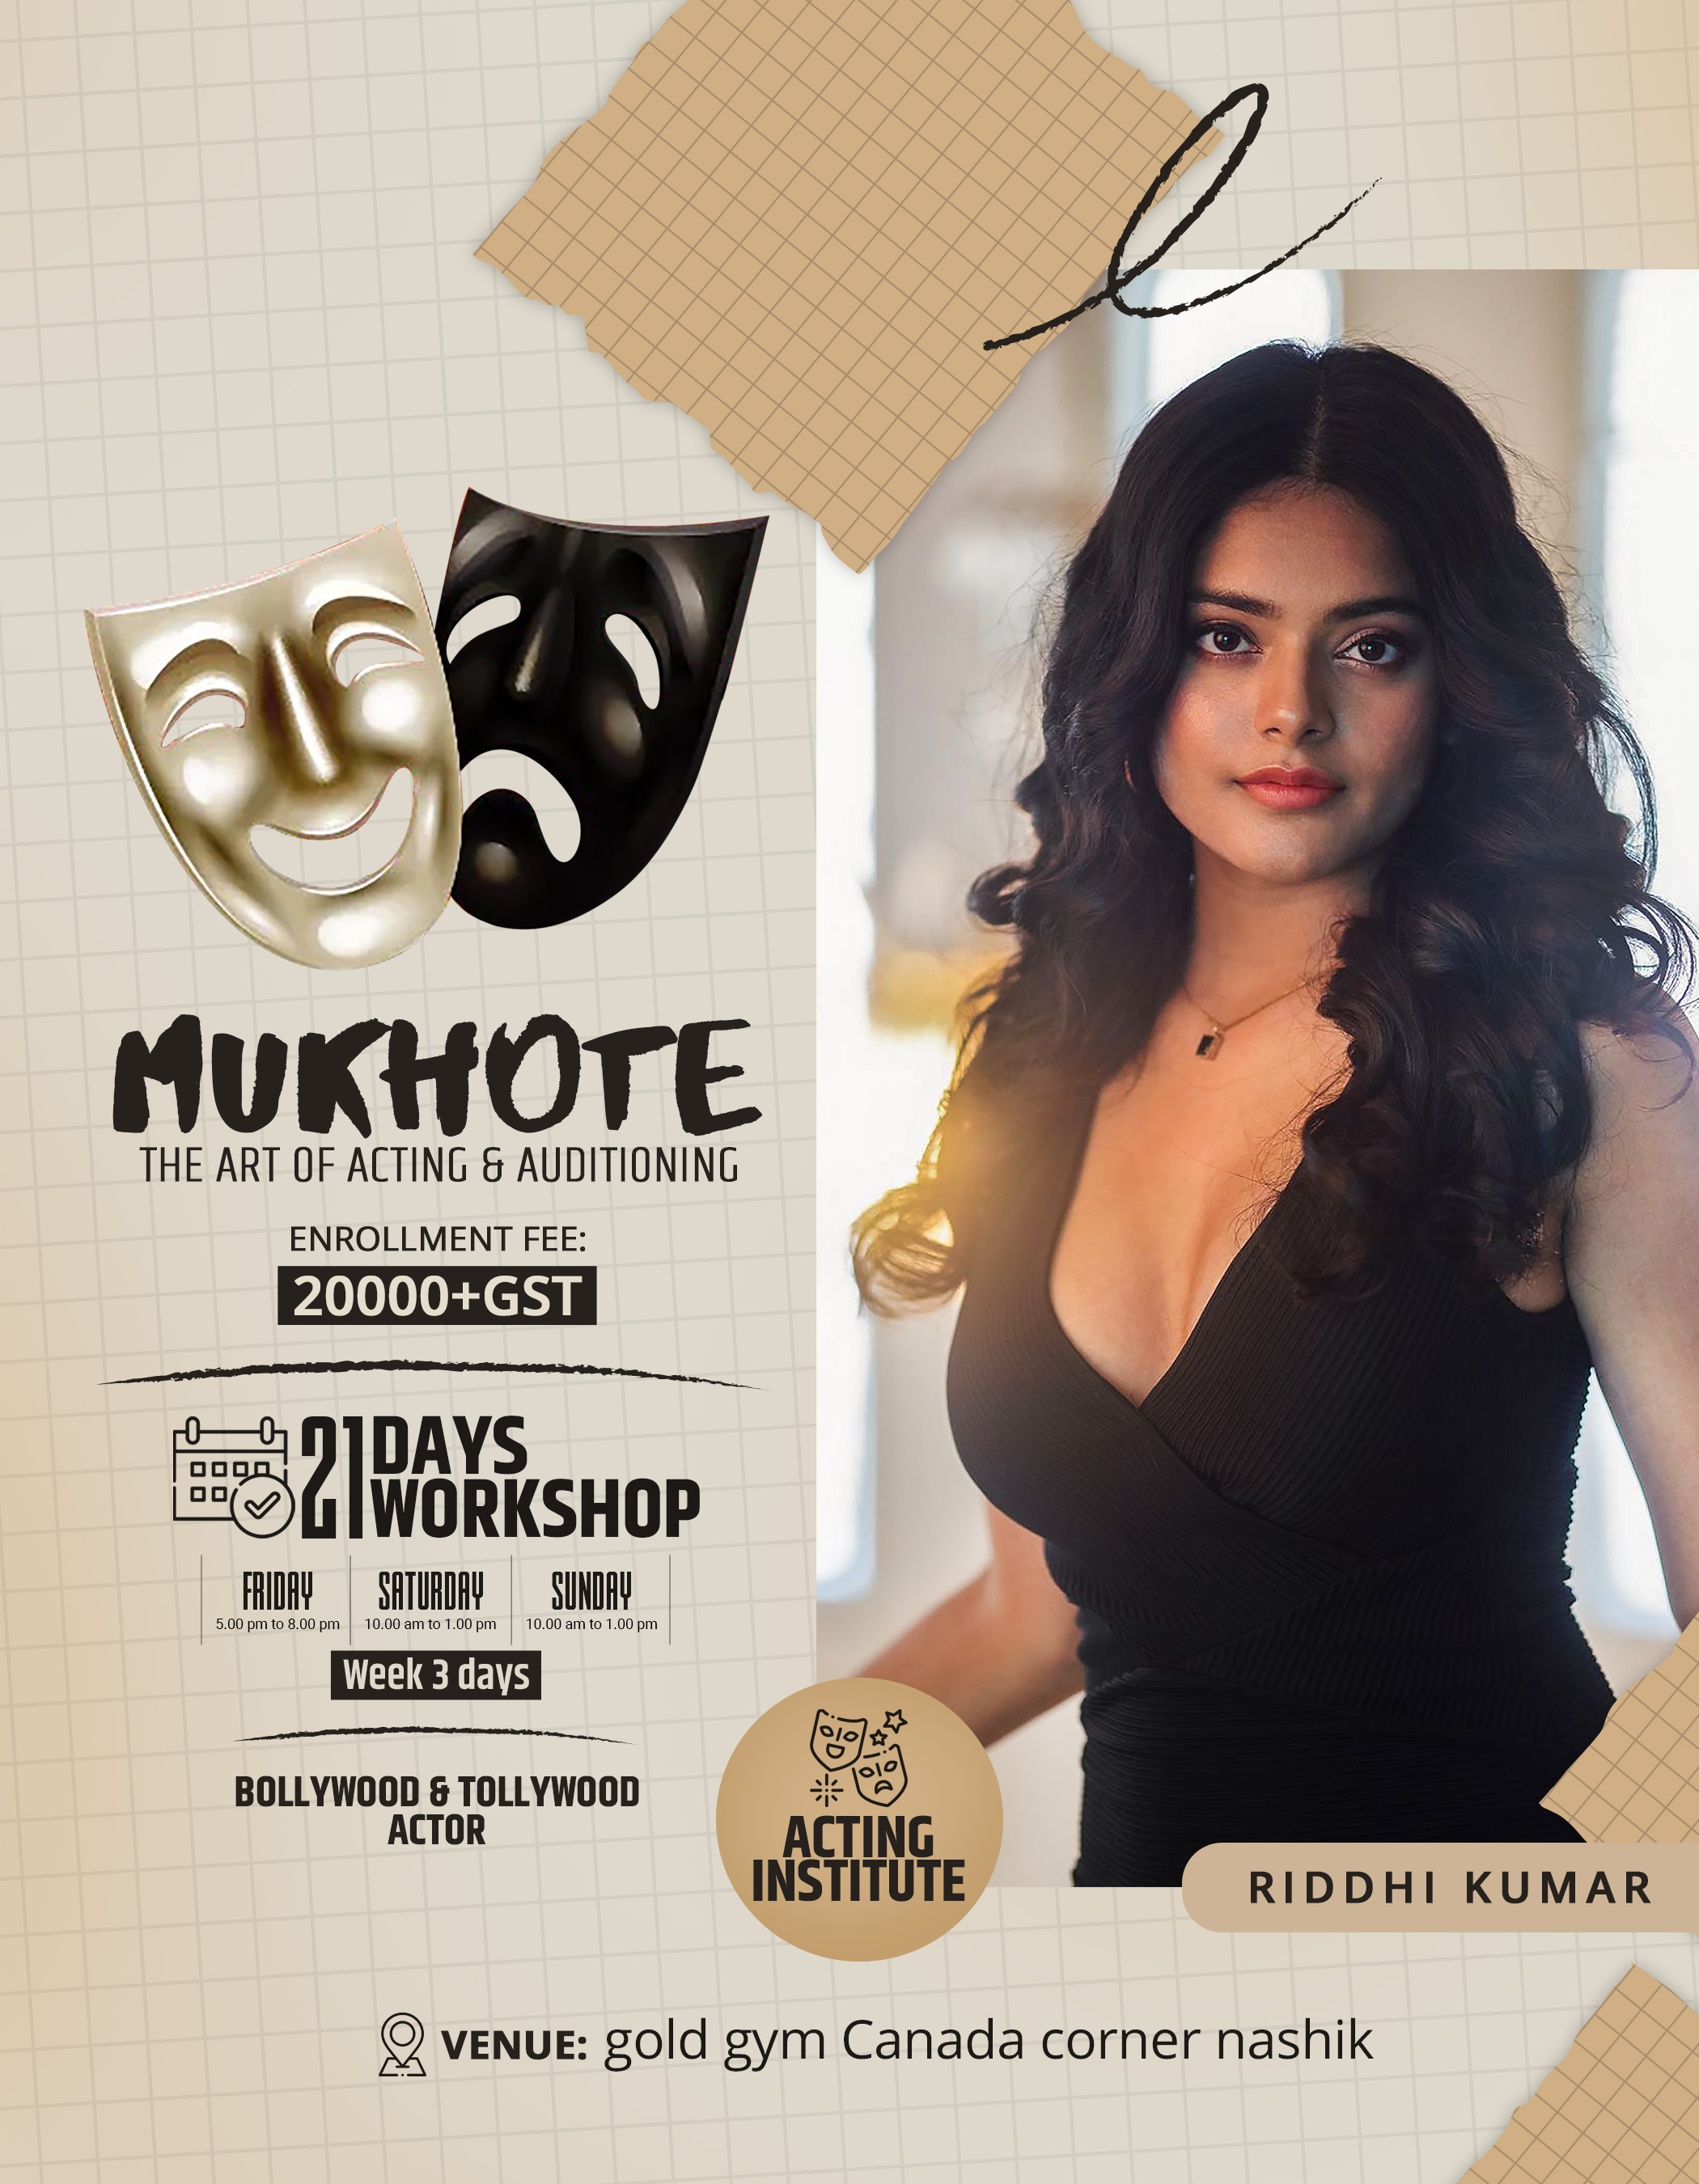 MUKHOTE
THE ART OF ACTING & AUDITIONING
ENROLLMENT FEE:
20000+GST
21 DAYS
WORKSHOP
FRIDAY
5.00 pm to 8.00 pm
SATURDAY
10.00 am to 1.00 pm
SUNDAY
10.00 am to 1.00 pm
Week 3 days
BOLLYWOOD & TOLLYWOOD
ACTOR
ACTING
INSTITUTE
RIDDHI KUMAR
VENUE: gold gym Canada corner nashik